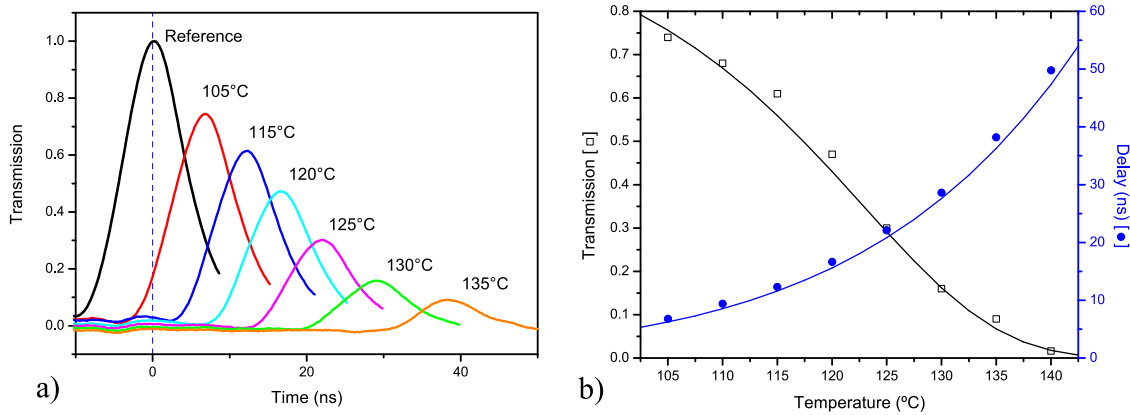 Reference
105°C
115°C
120°C
125°C
130°C
135°C
Transmission
1.0
0.8
0.6
0.4
0.2
0.0
0 20 40
Time (ns)
a)
Transmission [□]
0.8
0.7
0.6
0.5
0.4
0.3
0.2
0.1
0.0
105 110 115 120 125 130 135 140
Temperature (ºC)
60
50
40
30
20
10
0
Delay (ns) [●]
b)